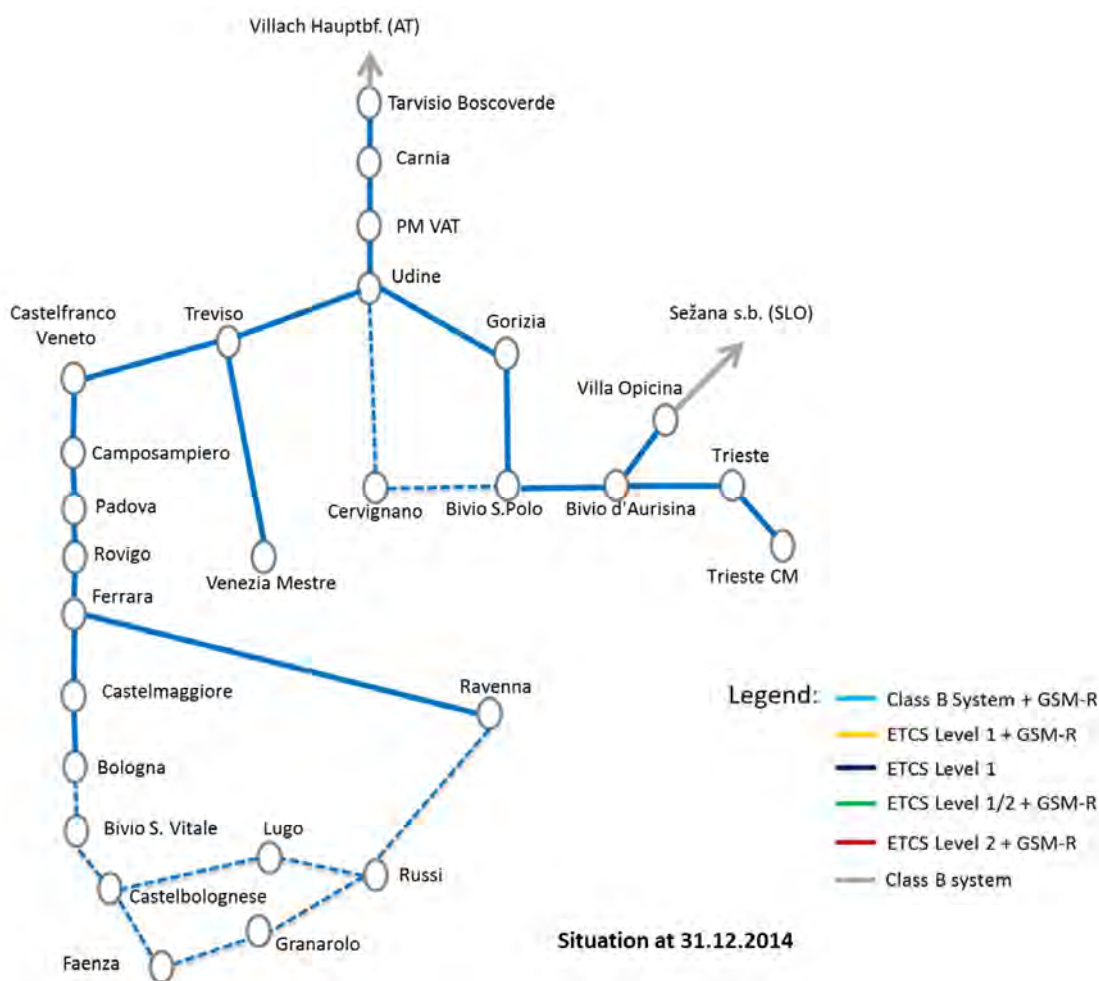 Villach Hauptbf. (AT)
Tarvisio Boscoverde
Carnia
PM VAT
Udine
Castelfranco
Veneto
Treviso
Gorizia
Sežana s.b. (SLO)
Villa Opicina
Camposampiero
Trieste
Padova
Cervignano
Bivio S.Polo
Bivio d'Aurisina
Rovigo
Venezia Mestre
Trieste CM
Ferrara
Castelmaggiore
Ravenna
Legend:
Class B System + GSM-R
ETCS Level 1 + GSM-R
ETCS Level 1
ETCS Level 1/2 + GSM-R
ETCS Level 2 + GSM-R
Class B system
Bologna
Bivio S. Vitale
Lugo
Russi
Castelbolognese
Granarolo
Faenza
Situation at 31.12.2014